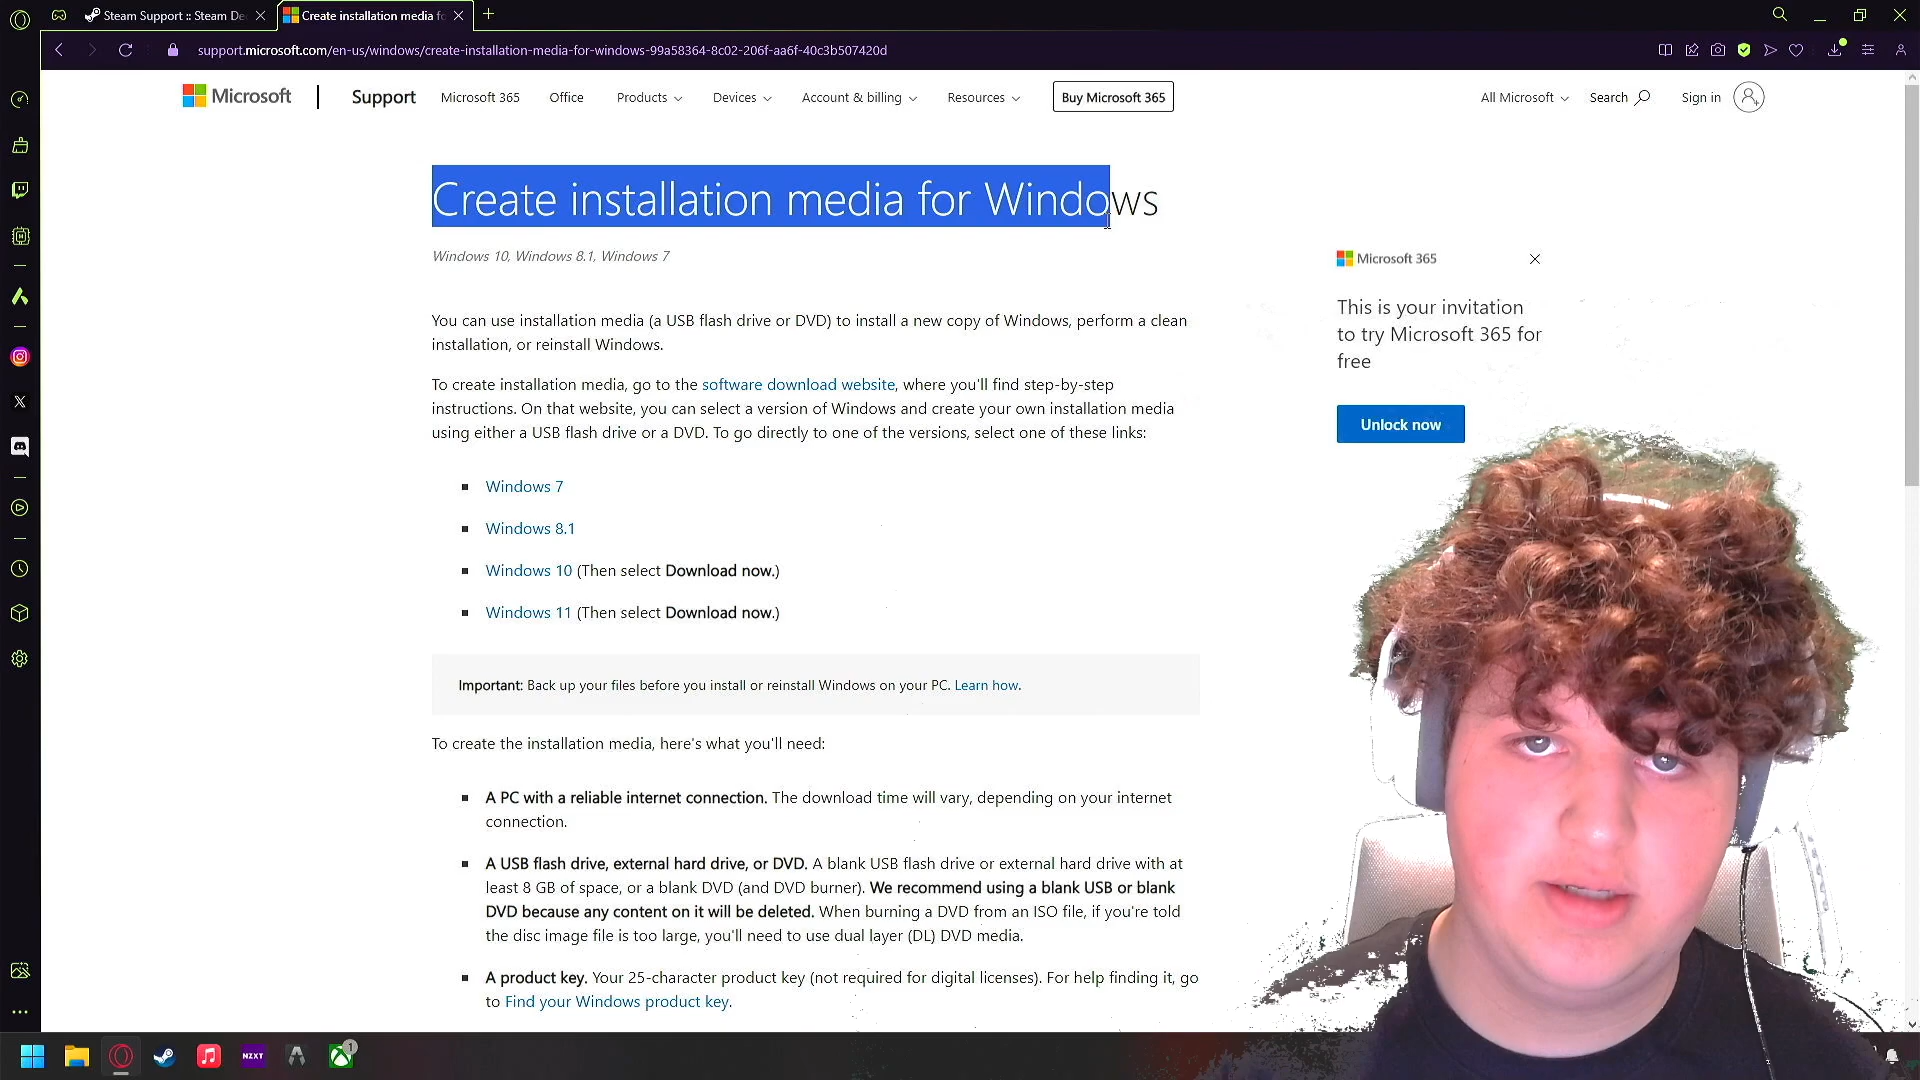 Steam Support :: Steam De
Create installation media fo
support.microsoft.com/en-us/windows/create-installation-media-for-windows-99a58364-8c02-206f-aa6f-40c3b507420d
Microsoft
Support
Microsoft 365
Office
Products
Devices
Account & billing
Resources
Buy Microsoft 365
All Microsoft
Search
Sign in
Create installation media for Windows
Windows 10, Windows 8.1, Windows 7
You can use installation media (a USB flash drive or DVD) to install a new copy of Windows, perform a clean
installation, or reinstall Windows.
To create installation media, go to the software download website, where you'll find step-by-step
instructions. On that website, you can select a version of Windows and create your own installation media
using either a USB flash drive or a DVD. To go directly to one of the versions, select one of these links:
Windows 7
Windows 8.1
Windows 10 (Then select Download now.)
Windows 11 (Then select Download now.)
Important: Back up your files before you install or reinstall Windows on your PC. Learn how.
To create the installation media, here's what you'll need:
A PC with a reliable internet connection. The download time will vary, depending on your internet
connection.
A USB flash drive, external hard drive, or DVD. A blank USB flash drive or external hard drive with at
least 8 GB of space, or a blank DVD (and DVD burner). We recommend using a blank USB or blank
DVD because any content on it will be deleted. When burning a DVD from an ISO file, if you're told
the disc image file is too large, you'll need to use dual layer (DL) DVD media.
A product key. Your 25-character product key (not required for digital licenses). For help finding it, go
to Find your Windows product key.
Microsoft 365
This is your invitation
to try Microsoft 365 for
free
Unlock now
NZXT
1